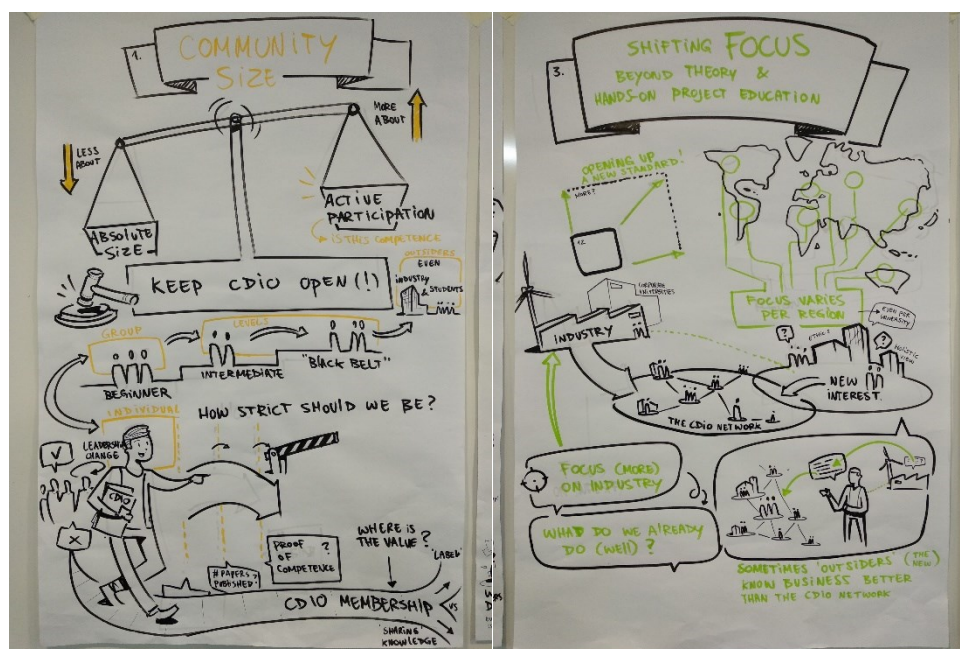 1.
COMMUNITY
SIZE
LESS
ABOUT
MORE
ABOUT
ABSOLUTE
SIZE
ACTIVE
PARTICIPATION
IS THIS COMPETENCE
KEEP CDIO OPEN (!)
OUTSIDERS
EVEN
INDUSTRY
& STUDENTS
GROUP
LEVELS
BEGINNER
INTERMEDIATE
"BLACK BELT"
INDIVIDUAL
HOW STRICT SHOULD WE BE?
LEADERSHIP
CHANGE
CDIO
WHERE IS
THE VALUE?
PROOF ?
OF
COMPETENCE
# PAPERS
PUBLISHED
'LABEL'
CDIO MEMBERSHIP
VS
'SHARING'
KNOWLEDGE
3.
SHIFTING FOCUS
BEYOND THEORY &
HANDS-ON PROJECT EDUCATION
OPENING UP
A NEW STANDARD!
MORE?
12
CORPORATE
UNIVERSITIES
INDUSTRY
FOCUS VARIES
PER REGION
EVEN PER
UNIVERSITY
?
ETHICS
?
HOLISTIC
VIEW
NEW
INTEREST.
THE CDIO NETWORK
FOCUS (MORE)
ON INDUSTRY
WHAT DO WE ALREADY
DO (WELL) ?
SOMETIMES 'OUTSIDERS' (THE NEW)
KNOW BUSINESS BETTER
THAN THE CDIO NETWORK